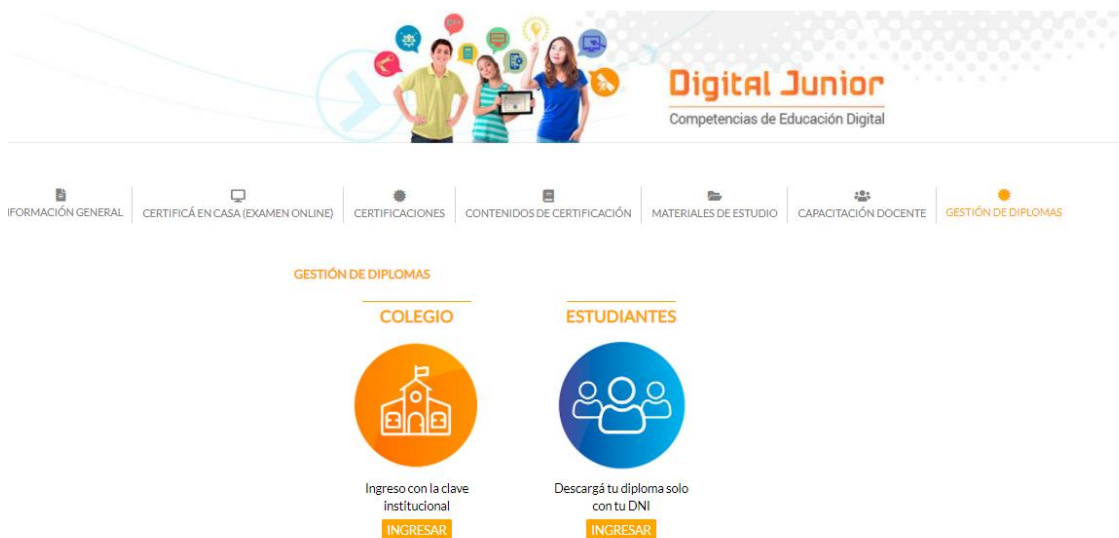 Digital Junior
Competencias de Educación Digital
NFORMACIÓN GENERAL
CERTIFICÁ EN CASA (EXAMEN ONLINE)
CERTIFICACIONES
CONTENIDOS DE CERTIFICACIÓN
MATERIALES DE ESTUDIO
CAPACITACIÓN DOCENTE
GESTIÓN DE DIPLOMAS
GESTIÓN DE DIPLOMAS
COLEGIO
Ingreso con la clave
institucional
INGRESAR
ESTUDIANTES
Descargá tu diploma solo
con tu DNI
INGRESAR